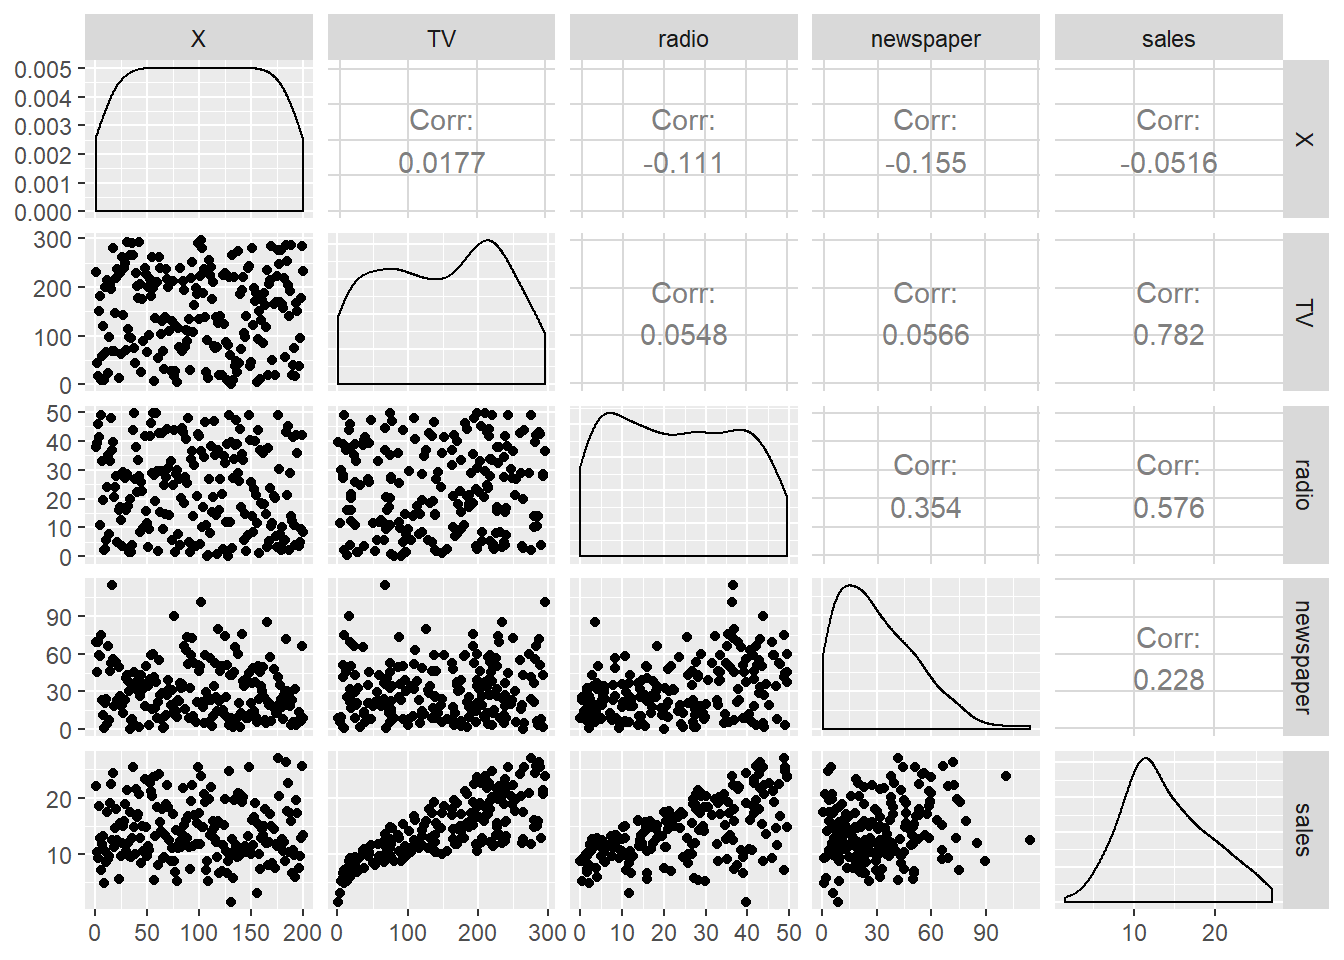 X TV radio newspaper sales
0.005
0.004
0.003
0.002
0.001
0.000
Corr:
0.0177
Corr:
-0.111
Corr:
-0.155
Corr:
-0.0516
X
300
200
100
0
Corr:
0.0548
Corr:
0.0566
Corr:
0.782
TV
50
40
30
20
10
0
Corr:
0.354
Corr:
0.576
radio
90
60
30
0
Corr:
0.228
newspaper
20
10
sales
0 50 100 150 200 0 100 200 300 0 10 20 30 40 50 0 30 60 90 10 20